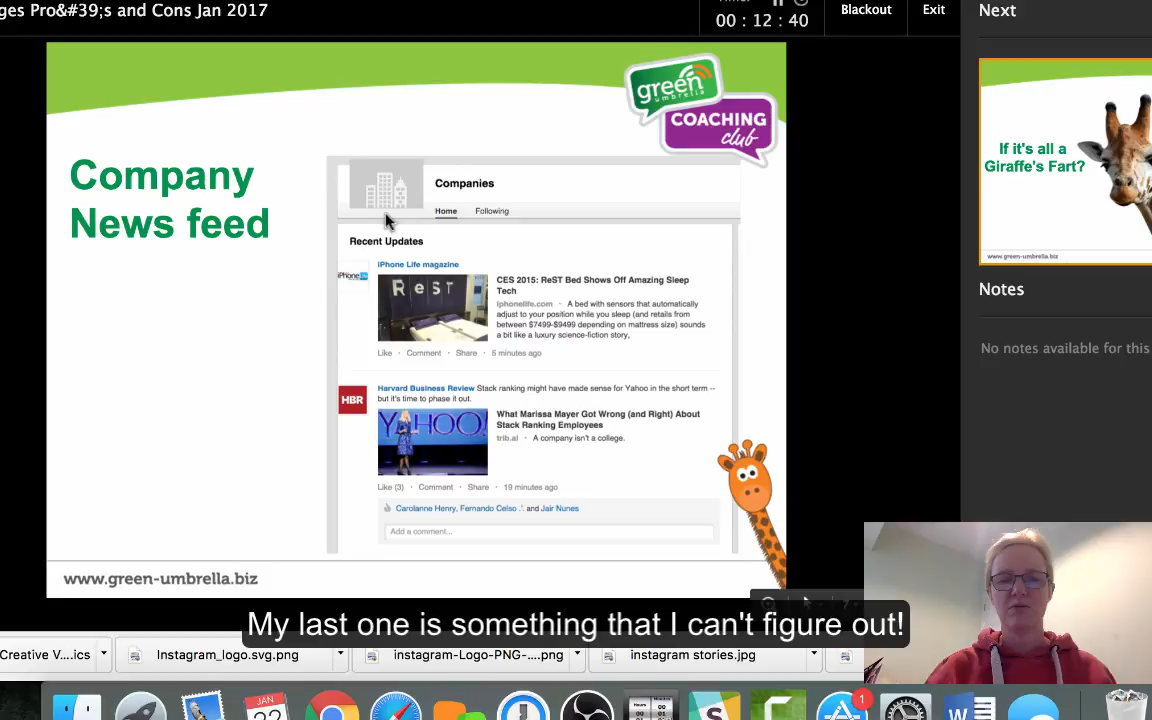 ges Pro&#39;s and Cons Jan 2017
00 : 12 : 40
Blackout
Exit
Next
green
umbrella
COACHING
club
Company
News feed
Companies
Home
Following
Recent Updates
iPhone Life magazine
iPhone Life
CES 2015: ReST Bed Shows Off Amazing Sleep
Tech
iphonelife.com · A bed with sensors that automatically
adjust to your position while you sleep (and retails from
between $7499-$9499 depending on mattress size) sounds
a bit like a luxury science-fiction story,
ReST
Like · Comment · Share · 5 minutes ago
HBR
Harvard Business Review Stack ranking might have made sense for Yahoo in the short term --
but it's time to phase it out.
YAHOO!
What Marissa Mayer Got Wrong (and Right) About
Stack Ranking Employees
trib.al · A company isn't a college.
Like (3) · Comment · Share · 19 minutes ago
Carolanne Henry, Fernando Celso .'. and Jair Nunes
Add a comment...
www.green-umbrella.biz
If it's all a
Giraffe's Fart?
www.green-umbrella.biz
Notes
No notes available for this
My last one is something that I can't figure out!
Creative V....ics
Instagram_logo.svg.png
instagram-Logo-PNG-....png
instagram stories.jpg
JAN
1
W